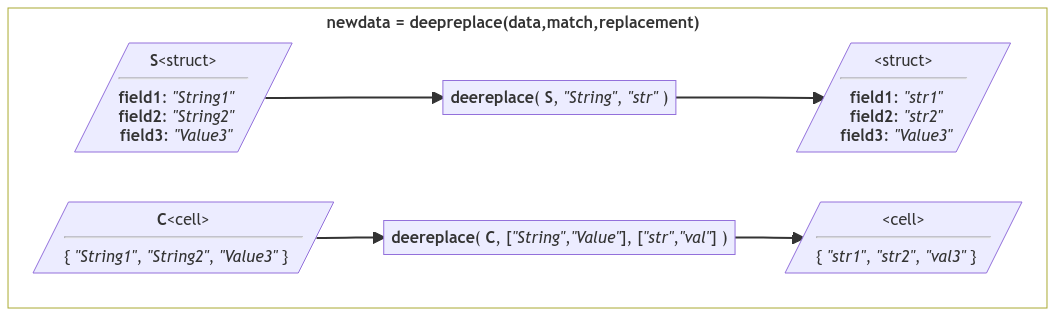 newdata = deepreplace(data,match,replacement)
S<struct>
field1: "String1"
field2: "String2"
field3: "Value3"
deereplace( S, "String", "str" )
<struct>
field1: "str1"
field2: "str2"
field3: "Value3"
C<cell>
{ "String1", "String2", "Value3" }
deereplace( C, ["String","Value"], ["str","val"] )
<cell>
{ "str1", "str2", "val3" }